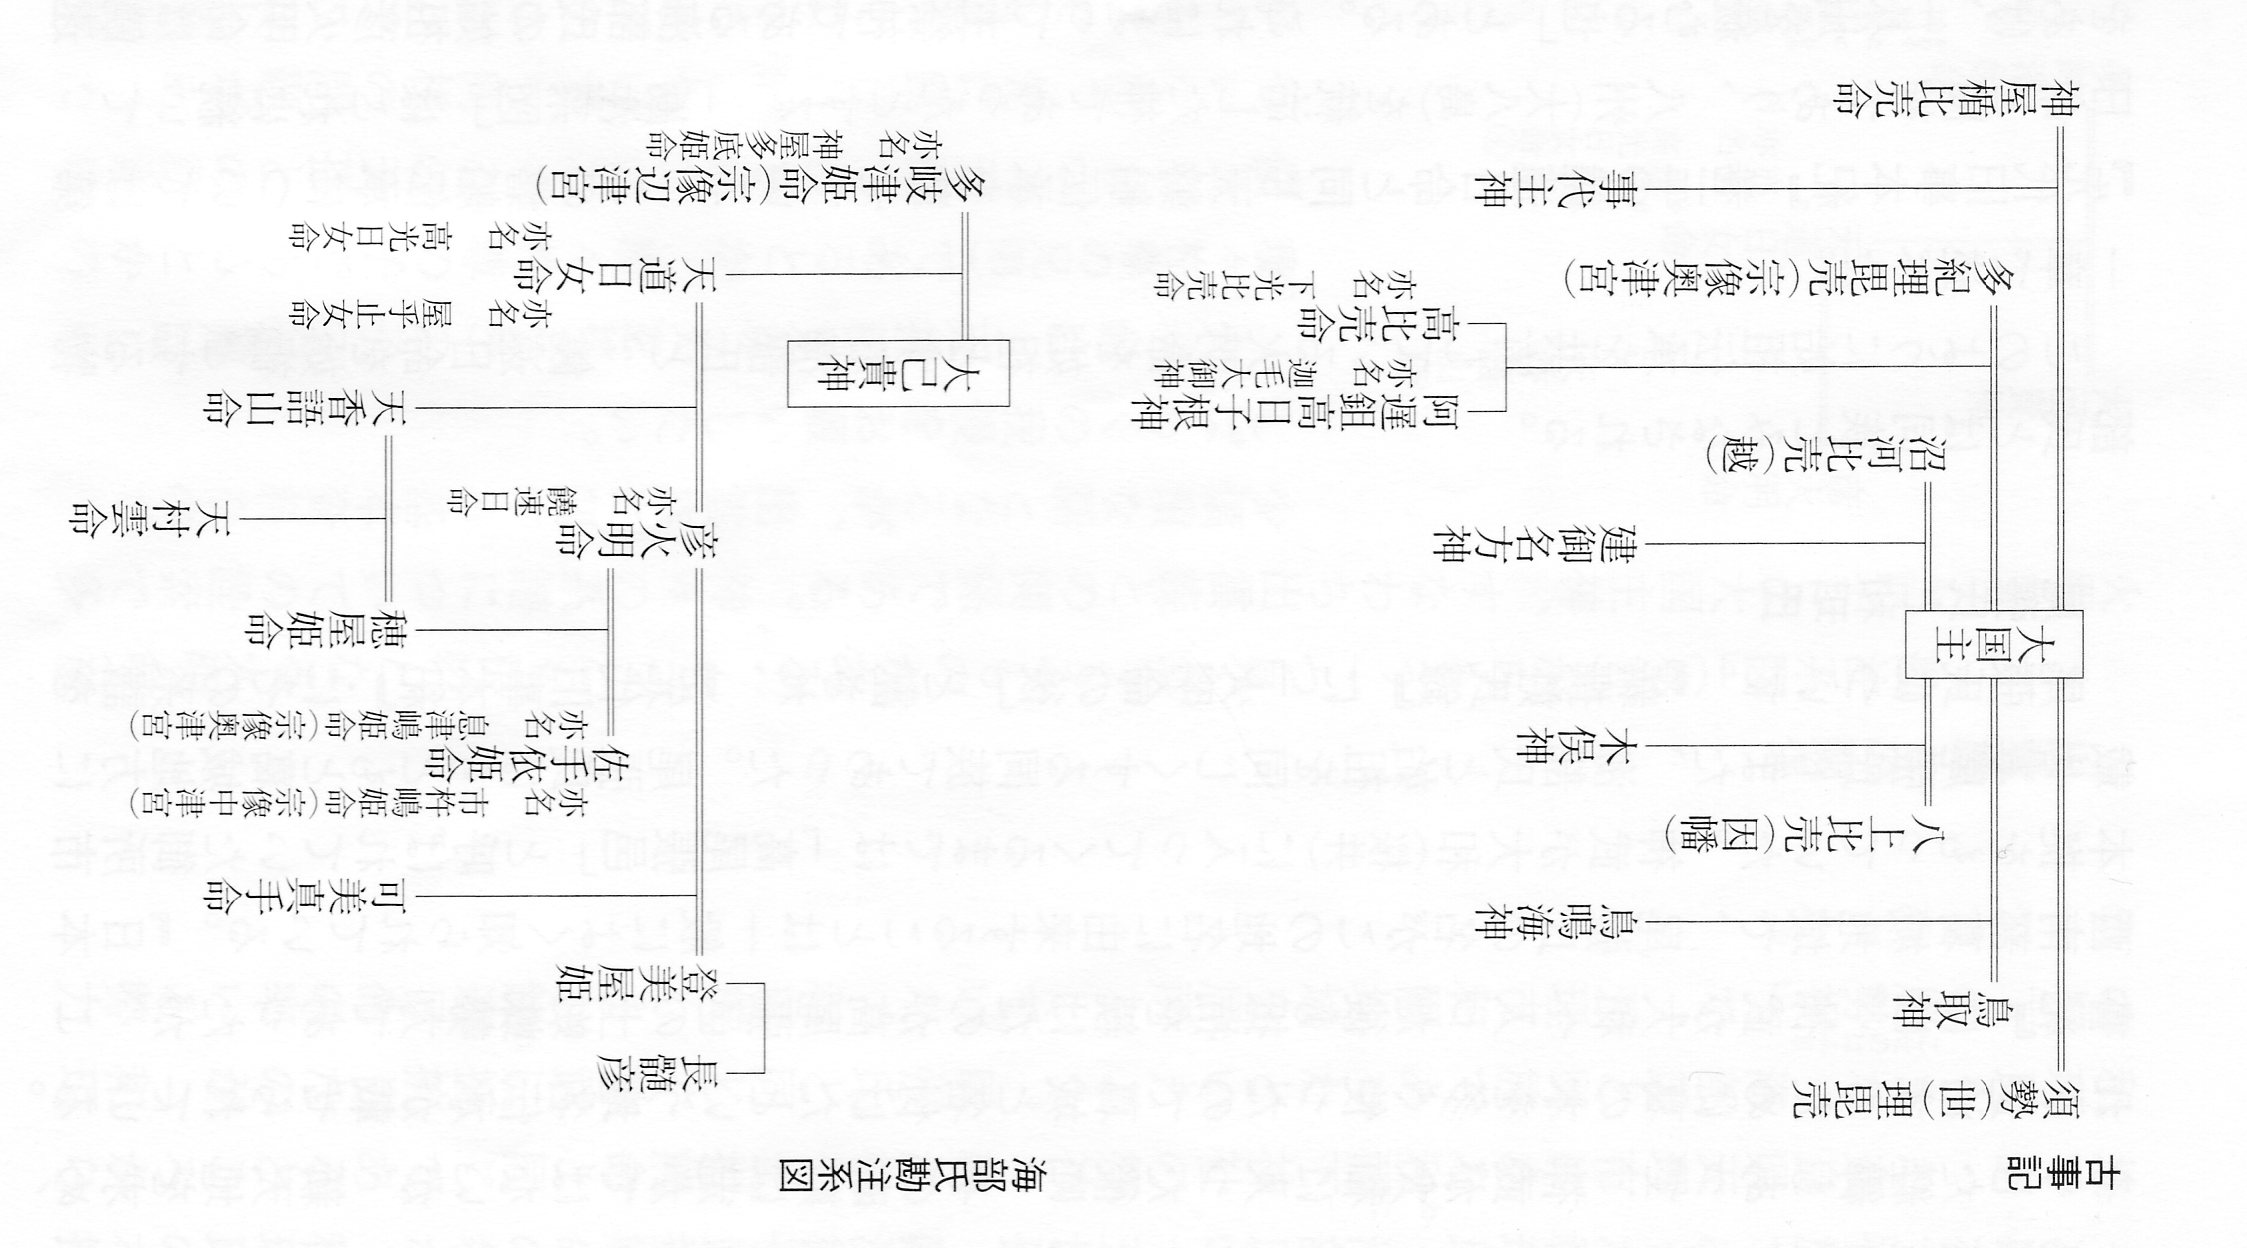 古事記
須勢(世)理毘売
鳥取神
鳥鳴海神
八上比売(因幡)
木俣神
大国主
建御名方神
沼河比売(越)
阿遅鉏高日子根神
亦名　迦毛大御神
高比売命
亦名　下光比売命
多紀理毘売(宗像奥津宮)
事代主神
神屋楯比売命
海部氏勘注系図
長髄彦
登美屋姫
可美真手命
亦名　市杵嶋姫命(宗像中津宮)
佐手依姫命
亦名　息津嶋姫命(宗像奥津宮)
穂屋姫命
彦火明命
亦名　饒速日命
天村雲命
天香語山命
大己貴神
亦名　屋乎止女命
天道日女命
亦名　高光日女命
多岐津姫命(宗像辺津宮)
亦名　神屋多底姫命